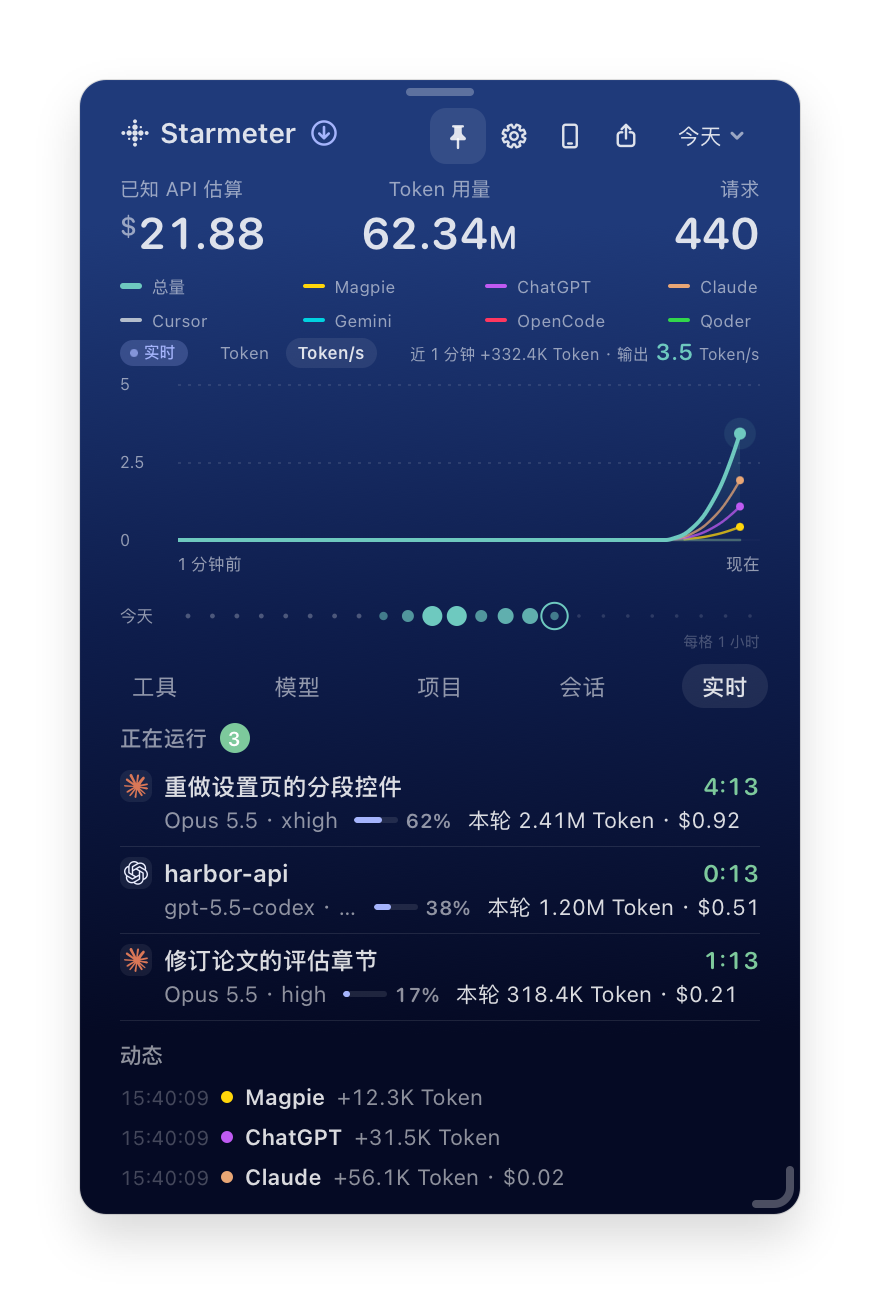 Starmeter 今天
已知 API 估算 Token 用量 请求
$21.88 62.34M 440
总量 Magpie ChatGPT Claude
Cursor Gemini OpenCode Qoder
实时 Token Token/s 近 1 分钟 +332.4K Token · 输出 3.5 Token/s
5
2.5
0
1 分钟前 现在
今天
每格 1 小时
工具 模型 项目 会话 实时
正在运行 3
重做设置页的分段控件 4:13
Opus 5.5 · xhigh 62% 本轮 2.41M Token · $0.92
harbor-api 0:13
gpt-5.5-codex · ... 38% 本轮 1.20M Token · $0.51
修订论文的评估章节 1:13
Opus 5.5 · high 17% 本轮 318.4K Token · $0.21
动态
15:40:09 Magpie +12.3K Token
15:40:09 ChatGPT +31.5K Token
15:40:09 Claude +56.1K Token · $0.02